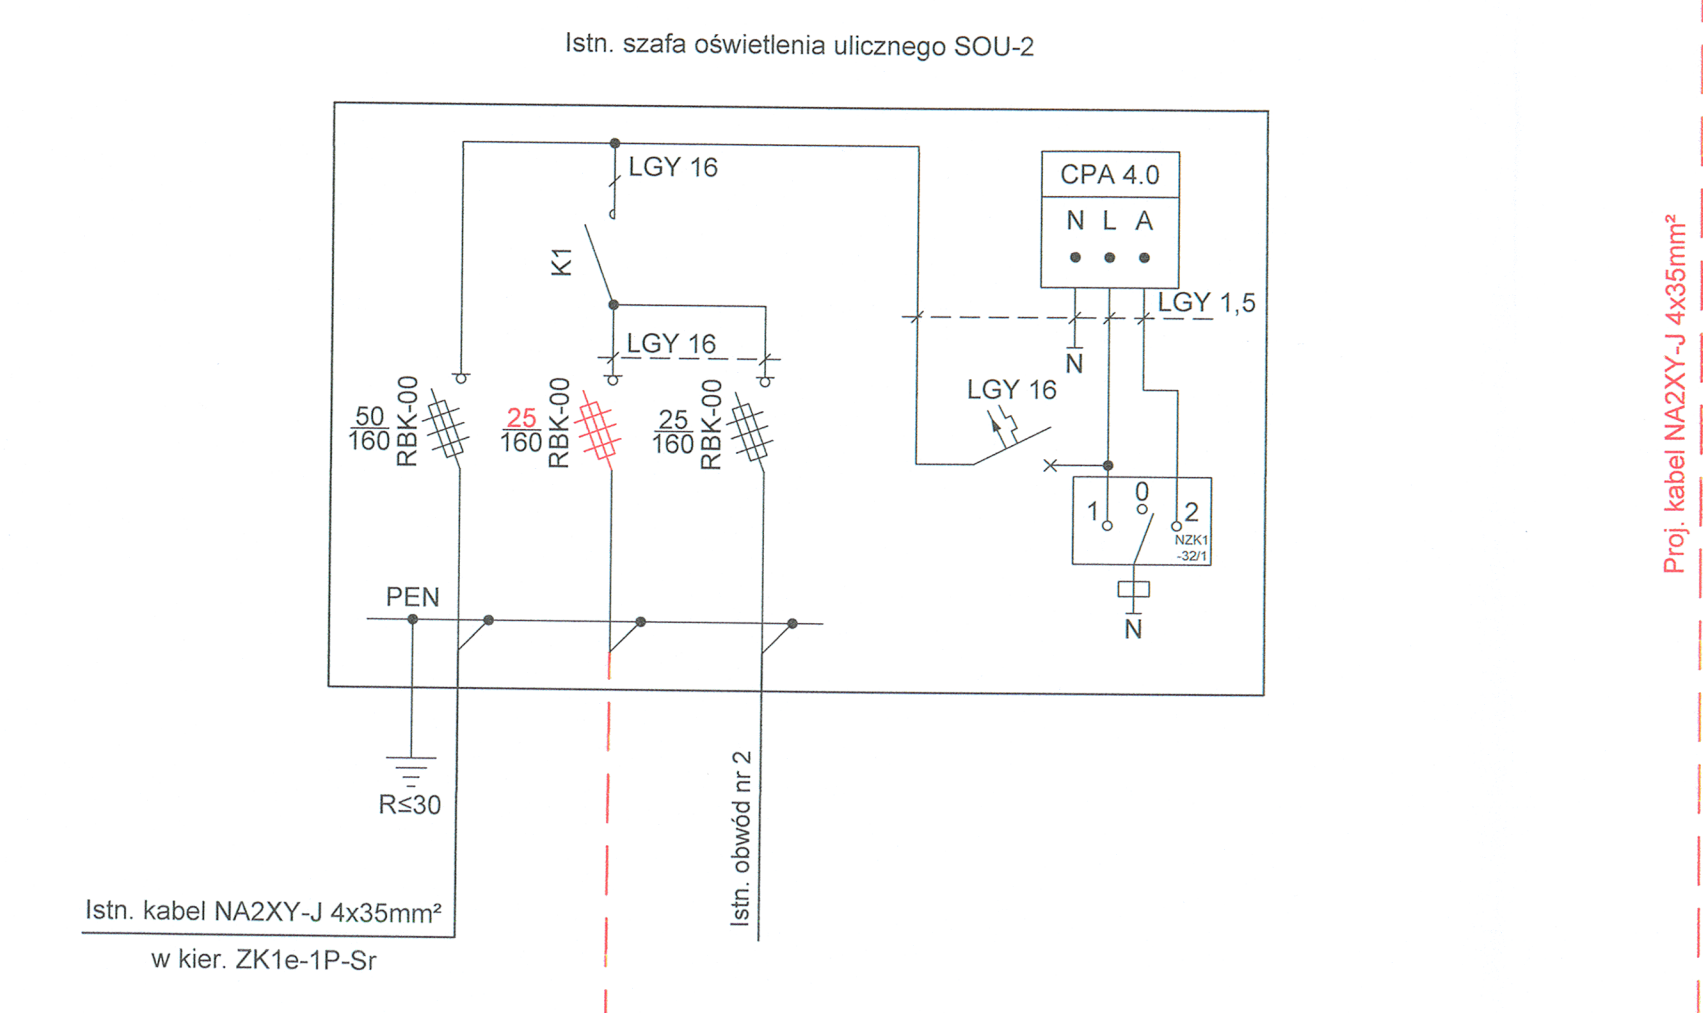 Istn. szafa oświetlenia ulicznego SOU-2
LGY 16
CPA 4.0
N L A
K1
LGY 1,5
LGY 16
N
LGY 16
50
160
RBK-00
25
160
RBK-00
25
160
RBK-00
0
1
2
NZK1
-32/1
PEN
N
R≤30
Istn. obwód nr 2
Istn. kabel NA2XY-J 4x35mm²
w kier. ZK1e-1P-Sr
Proj. kabel NA2XY-J 4x35mm²